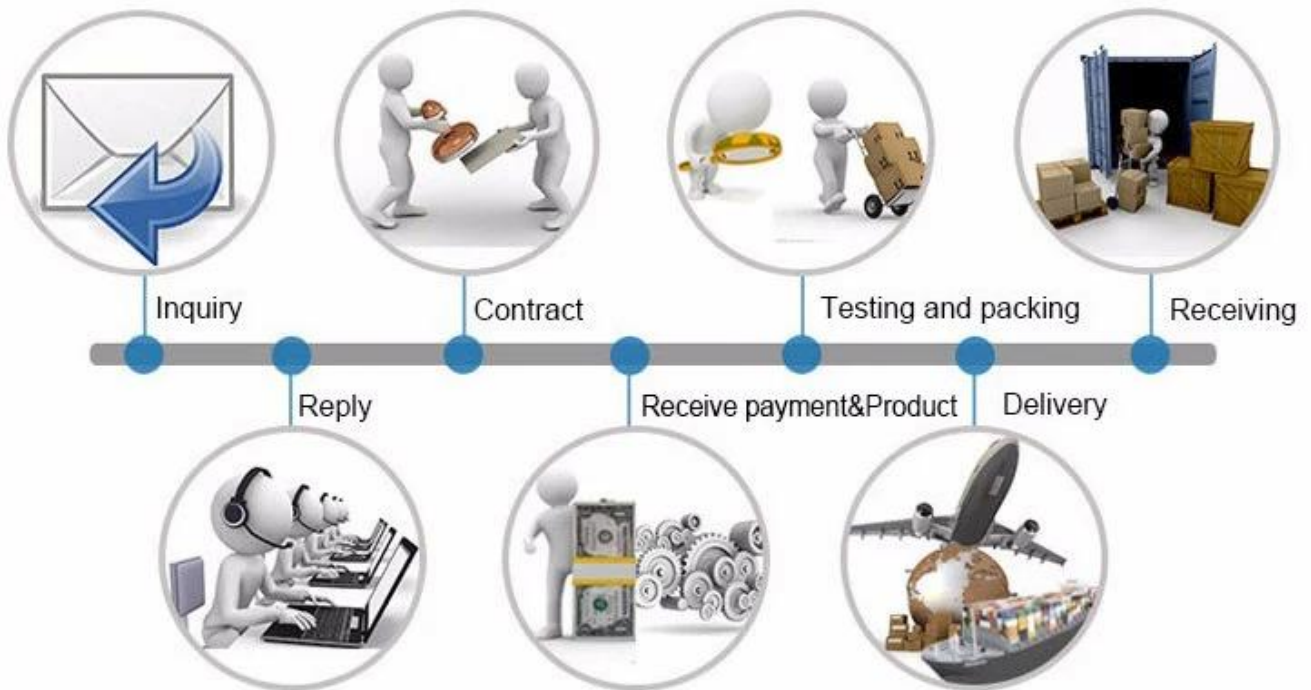 Inquiry
Contract
Testing and packing
Receiving
Reply
Receive payment&Product
Delivery